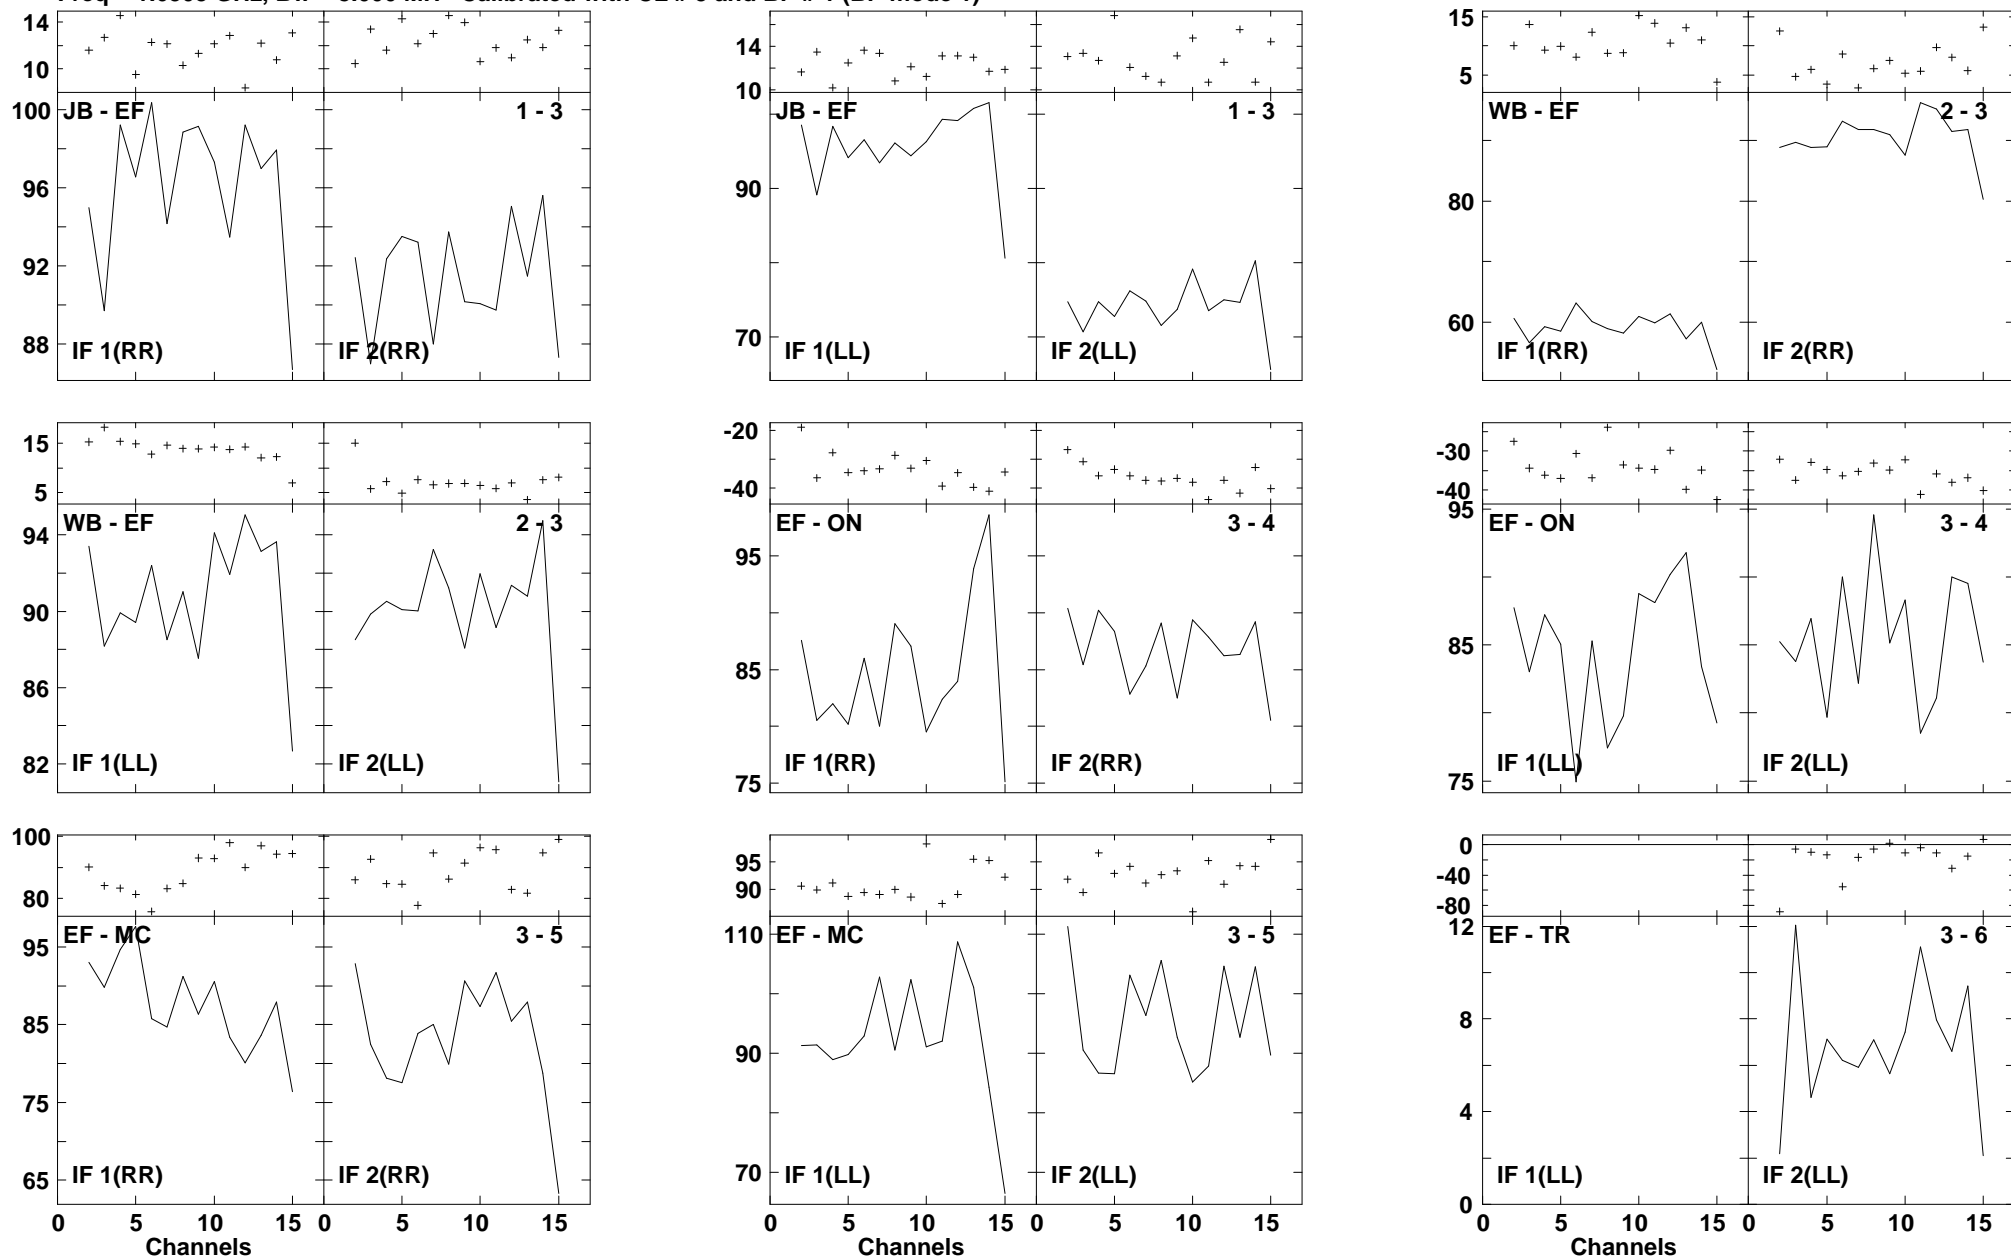 14
10
100
96
92
88
JB - EF
1 - 3
IF 1(RR)
IF 2(RR)
14
10
90
70
JB - EF
1 - 3
IF 1(LL)
IF 2(LL)
15
5
80
60
WB - EF
2 - 3
IF 1(RR)
IF 2(RR)
15
5
94
90
86
82
WB - EF
2 - 3
IF 1(LL)
IF 2(LL)
-20
-40
95
85
75
EF - ON
3 - 4
IF 1(RR)
IF 2(RR)
-30
-40
95
85
75
EF - ON
3 - 4
IF 1(LL)
IF 2(LL)
100
80
95
85
75
65
EF - MC
3 - 5
IF 1(RR)
IF 2(RR)
0 5 10 15 0 5 10 15
Channels
95
90
110
90
70
EF - MC
3 - 5
IF 1(LL)
IF 2(LL)
0 5 10 15 0 5 10 15
Channels
0
-40
-80
12
8
4
0
EF - TR
3 - 6
IF 1(LL)
IF 2(LL)
0 5 10 15 0 5 10 15
Channels